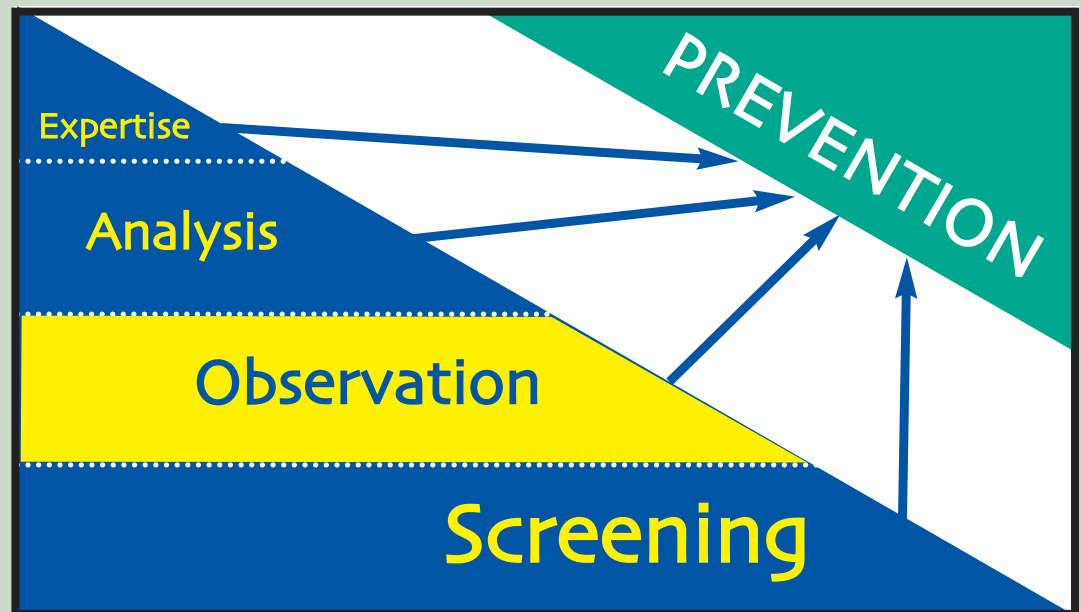 PREVENTION
Expertise
Analysis
Observation
Screening